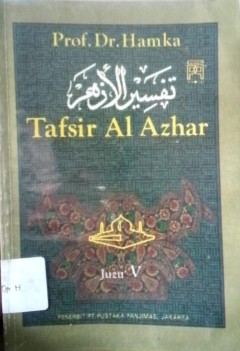 Prof. Dr. Hamka
تفسير الأزهر
Tafsir Al Azhar
Juzu' V
PENERBIT PT PUSTAKA PANJIMAS, JAKARTA